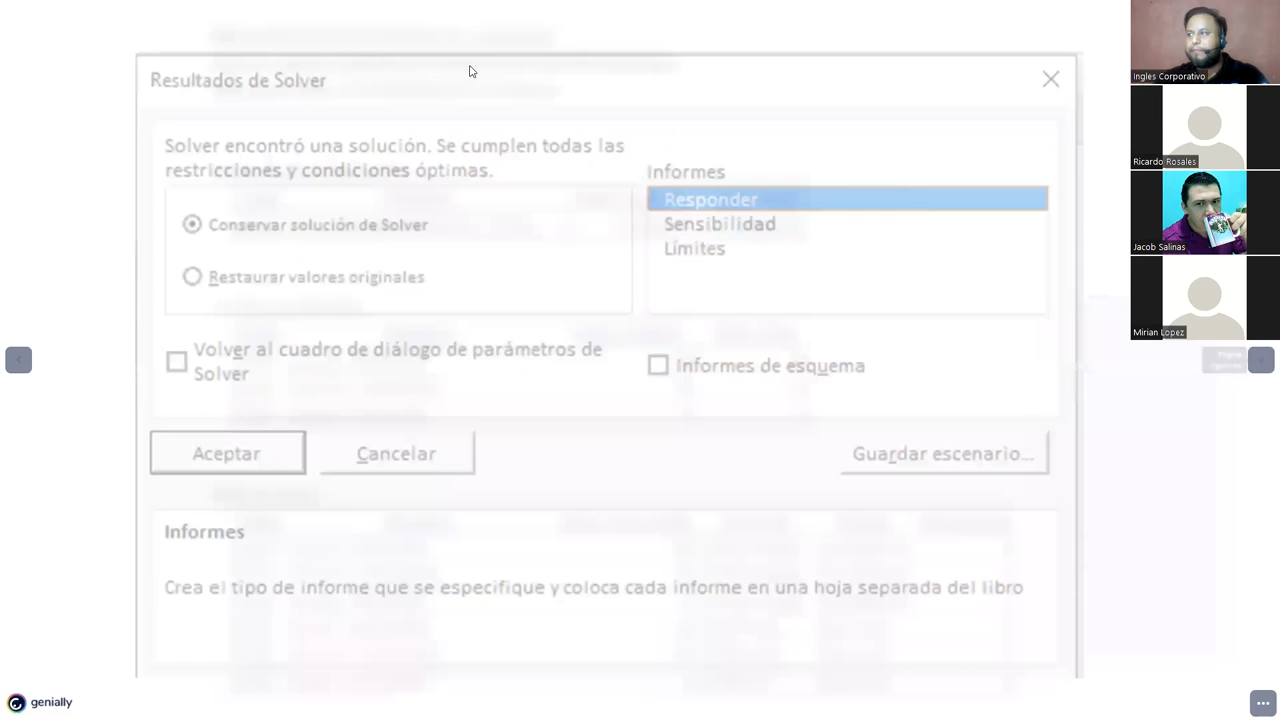 Resultados de Solver
Solver encontró una solución. Se cumplen todas las
restricciones y condiciones óptimas.
Informes
Responder
Sensibilidad
Límites
Conservar solución de Solver
Restaurar valores originales
Volver al cuadro de diálogo de parámetros de
Solver
Informes de esquema
Aceptar
Cancelar
Guardar escenario...
Informes
Crea el tipo de informe que se especifique y coloca cada informe en una hoja separada del libro
Ingles Corporativo
Ricardo Rosales
Jacob Salinas
Mirian Lopez
genially